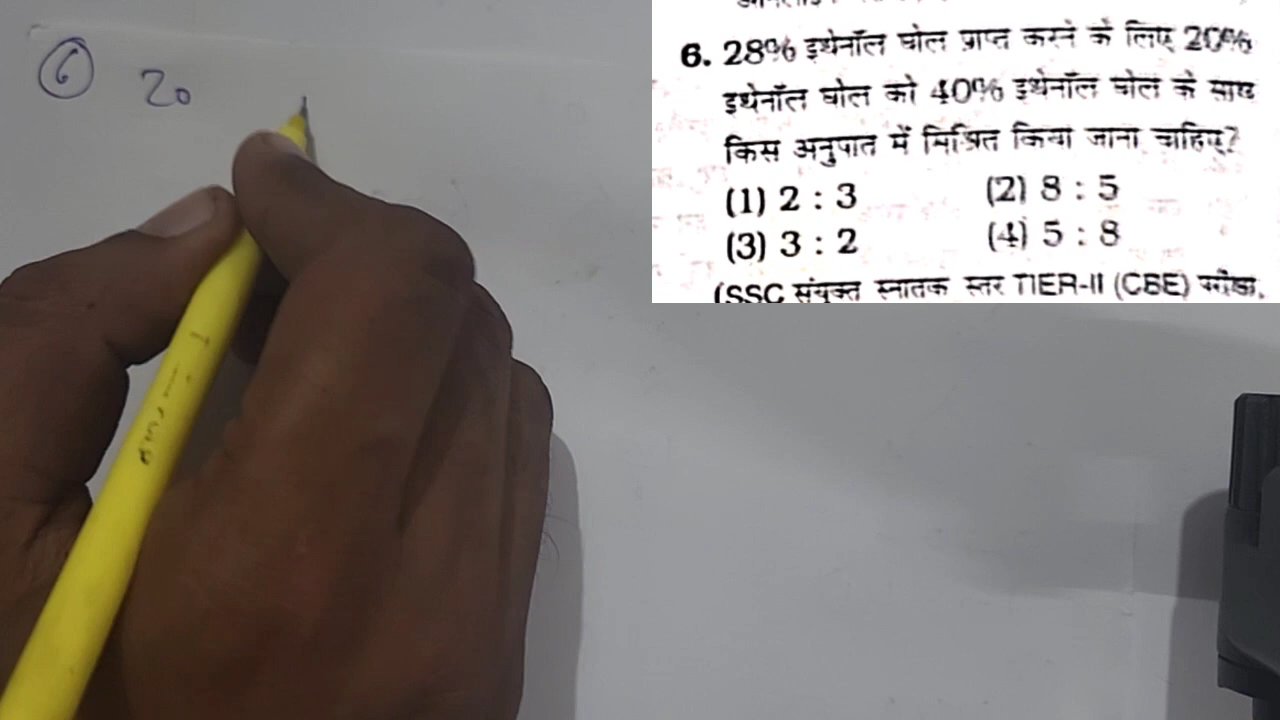 6 20
6. 28% इथेनॉल घोल प्राप्त करने के लिए 20%
इथेनॉल घोल को 40% इथेनॉल घोल के साथ
किस अनुपात में मिश्रित किया जाना चाहिए?
(1) 2 : 3 (2) 8 : 5
(3) 3 : 2 (4) 5 : 8
(SSC संयुक्त स्नातक स्तर TIER-II (CBE) परीक्षा,